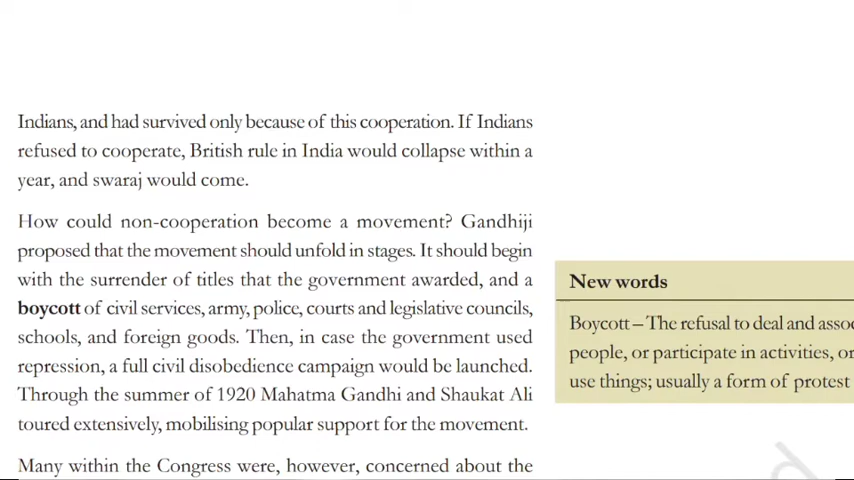 Indians, and had survived only because of this cooperation. If Indians
refused to cooperate, British rule in India would collapse within a
year, and swaraj would come.
How could non-cooperation become a movement? Gandhiji
proposed that the movement should unfold in stages. It should begin
with the surrender of titles that the government awarded, and a
boycott of civil services, army, police, courts and legislative councils,
schools, and foreign goods. Then, in case the government used
repression, a full civil disobedience campaign would be launched.
Through the summer of 1920 Mahatma Gandhi and Shaukat Ali
toured extensively, mobilising popular support for the movement.
Many within the Congress were, however, concerned about the
New words
Boycott – The refusal to deal and asso
people, or participate in activities, or
use things; usually a form of protest